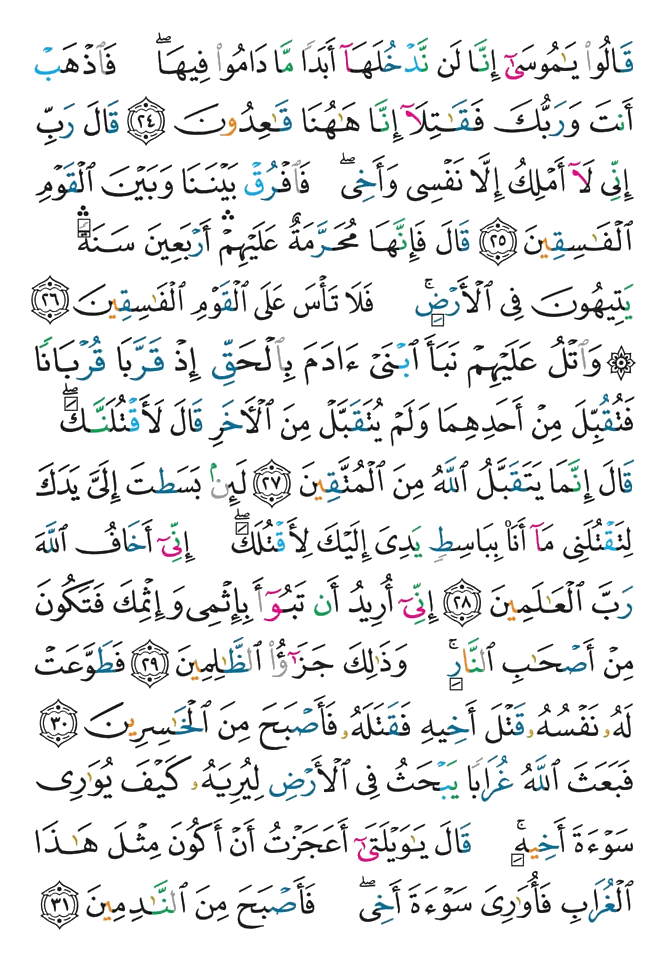 قَالُوا۟ يَـٰمُوسَىٰٓ إِنَّا لَن نَّدْخُلَهَآ أَبَدًا مَّا دَامُوا۟ فِيهَا ۖ فَٱذْهَبْ
أَنتَ وَرَبُّكَ فَقَـٰتِلَآ إِنَّا هَـٰهُنَا قَـٰعِدُونَ ﴿٢٤﴾ قَالَ رَبِّ
إِنِّى لَآ أَمْلِكُ إِلَّا نَفْسِى وَأَخِى ۖ فَٱفْرُقْ بَيْنَنَا وَبَيْنَ ٱلْقَوْمِ
ٱلْفَـٰسِقِينَ ﴿٢٥﴾ قَالَ فَإِنَّهَا مُحَرَّمَةٌ عَلَيْهِمْ ۛ أَرْبَعِينَ سَنَةً ۛ
يَتِيهُونَ فِى ٱلْأَرْضِ ۚ فَلَا تَأْسَ عَلَى ٱلْقَوْمِ ٱلْفَـٰسِقِينَ ﴿٢٦﴾
۞ وَٱتْلُ عَلَيْهِمْ نَبَأَ ٱبْنَىْ ءَادَمَ بِٱلْحَقِّ إِذْ قَرَّبَا قُرْبَانًا
فَتُقُبِّلَ مِنْ أَحَدِهِمَا وَلَمْ يُتَقَبَّلْ مِنَ ٱلْـَٔاخَرِ قَالَ لَأَقْتُلَنَّكَ ۖ
قَالَ إِنَّمَا يَتَقَبَّلُ ٱللَّهُ مِنَ ٱلْمُتَّقِينَ ﴿٢٧﴾ لَئِنۢ بَسَطتَ إِلَىَّ يَدَكَ
لِتَقْتُلَنِى مَآ أَنَا۠ بِبَاسِطٍ يَدِىَ إِلَيْكَ لِأَقْتُلَكَ ۖ إِنِّىٓ أَخَافُ ٱللَّهَ
رَبَّ ٱلْعَـٰلَمِينَ ﴿٢٨﴾ إِنِّىٓ أُرِيدُ أَن تَبُوٓأَ بِإِثْمِى وَإِثْمِكَ فَتَكُونَ
مِنْ أَصْحَـٰبِ ٱلنَّارِ ۚ وَذَٰلِكَ جَزَٰٓؤُا۟ ٱلظَّـٰلِمِينَ ﴿٢٩﴾ فَطَوَّعَتْ
لَهُۥ نَفْسُهُۥ قَتْلَ أَخِيهِ فَقَتَلَهُۥ فَأَصْبَحَ مِنَ ٱلْخَـٰسِرِينَ ﴿٣٠﴾
فَبَعَثَ ٱللَّهُ غُرَابًا يَبْحَثُ فِى ٱلْأَرْضِ لِيُرِيَهُۥ كَيْفَ يُوَٰرِى
سَوْءَةَ أَخِيهِ ۚ قَالَ يَـٰوَيْلَتَىٰٓ أَعَجَزْتُ أَنْ أَكُونَ مِثْلَ هَـٰذَا
ٱلْغُرَابِ فَأُوَٰرِىَ سَوْءَةَ أَخِى ۖ فَأَصْبَحَ مِنَ ٱلنَّـٰدِمِينَ ﴿٣١﴾